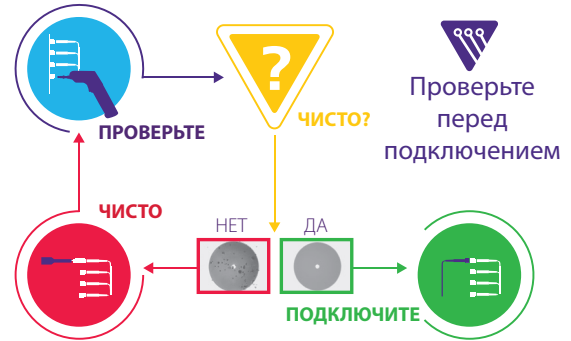 ?
ПРОВЕРЬТЕ
ЧИСТО?
Проверьте
перед
подключением
ЧИСТО
НЕТ
ДА
ПОДКЛЮЧИТЕ